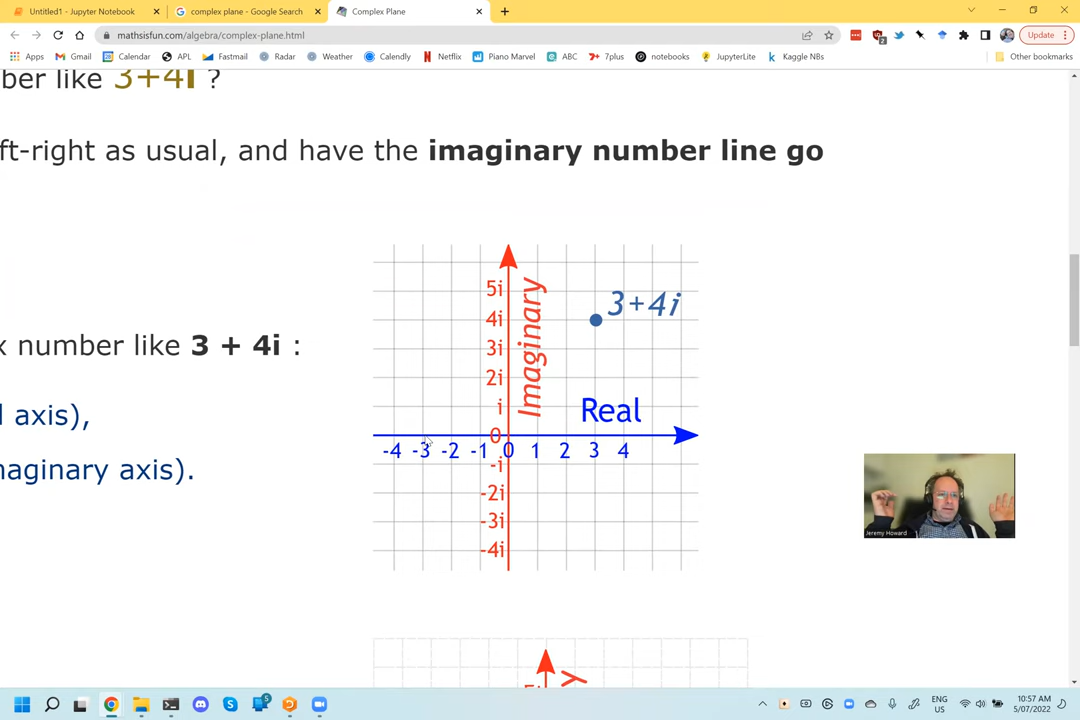 Untitled1 - Jupyter Notebook
complex plane - Google Search
Complex Plane
mathsisfun.com/algebra/complex-plane.html
Update
Apps
Gmail
Calendar
APL
Fastmail
Radar
Weather
Calendly
Netflix
Piano Marvel
ABC
7plus
notebooks
JupyterLite
Kaggle NBs
Other bookmarks
ber like 3+4i ?
ft-right as usual, and have the imaginary number line go
5i
4i
3i
2i
i
0
-i
-2i
-3i
-4i
Imaginary
3+4i
Real
-4 -3 -2 -1 0 1 2 3 4
x number like 3 + 4i :
l axis),
naginary axis).
Jeremy Howard
ENG
US
10:57 AM
5/07/2022